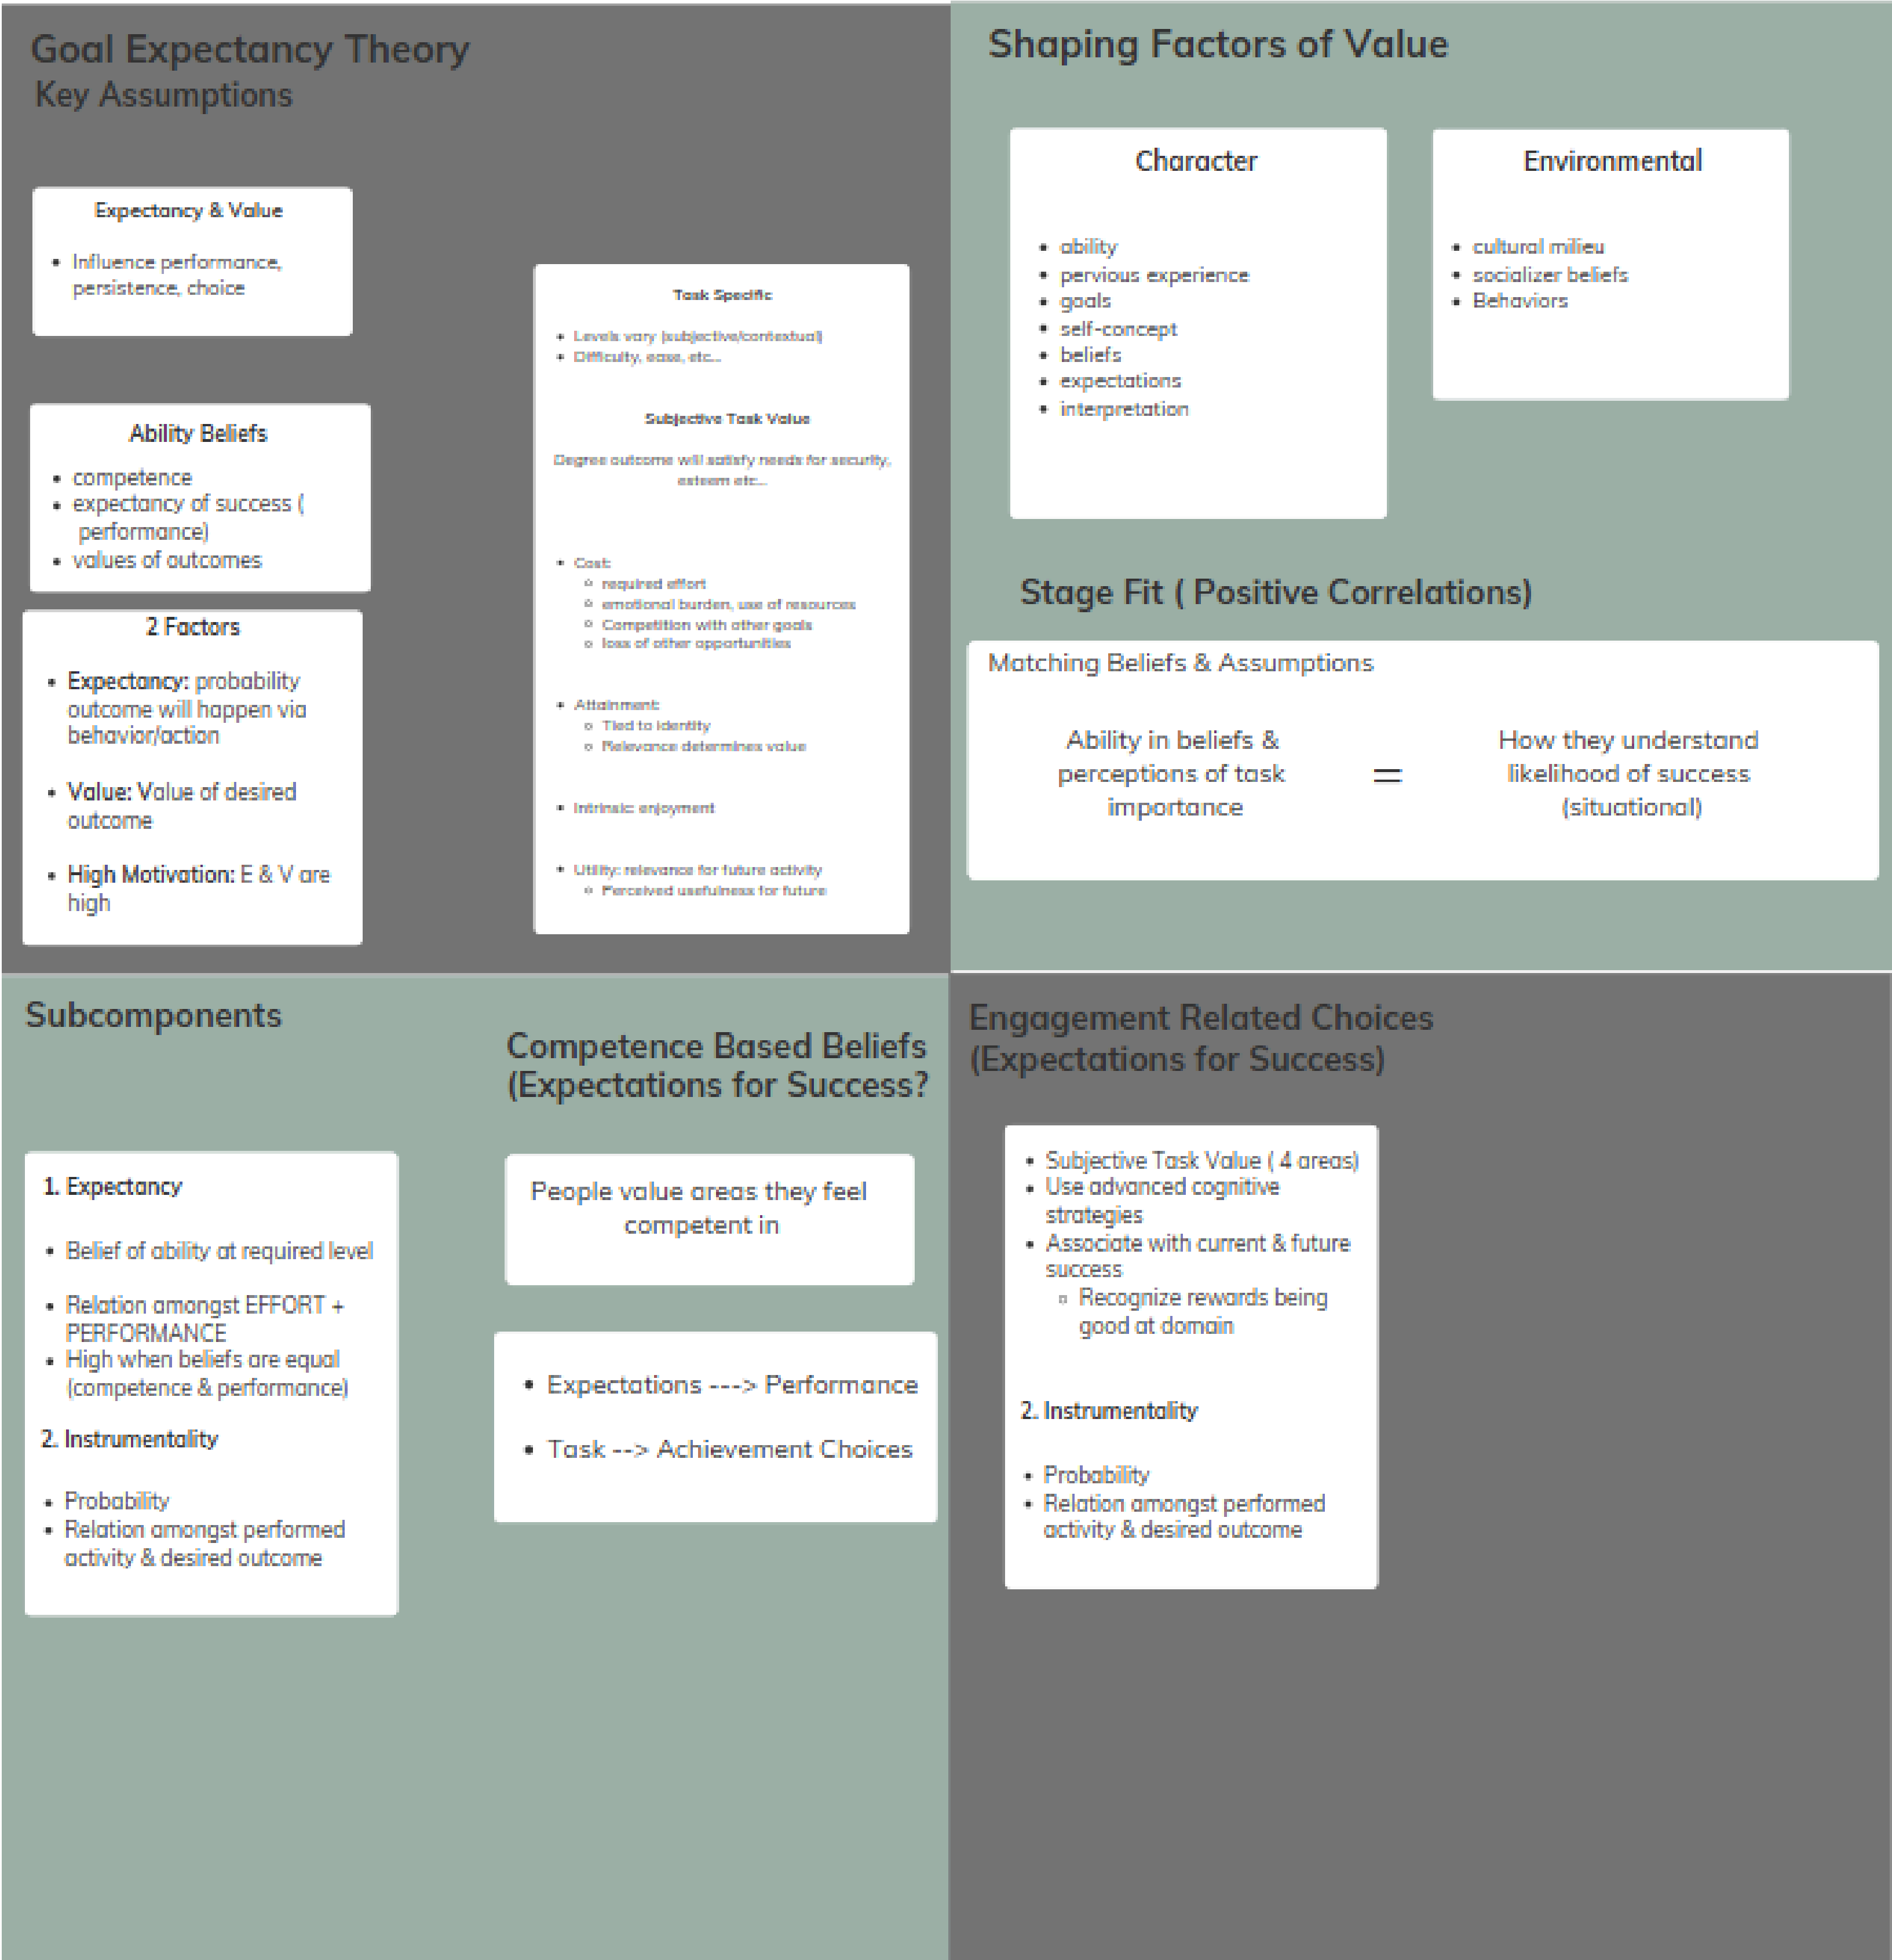 Goal Expectancy Theory
Key Assumptions
Expectancy & Value
• Influence performance,
persistence, choice
Ability Beliefs
• competence
• expectancy of success (
performance)
• values of outcomes
2 Factors
• Expectancy: probability
outcome will happen via
behavior/action
• Value: Value of desired
outcome
• High Motivation: E & V are
high
Task Specific
• Levels vary (subjective/contextual)
• Difficulty, ease, etc...
Subjective Task Value
Degree outcome will satisfy needs for security,
esteem etc...
• Cost:
◦ required effort
◦ emotional burden, use of resources
◦ Competition with other goals
◦ loss of other opportunities
• Attainment:
◦ Tied to identity
◦ Relevance determines value
• Intrinsic: enjoyment
• Utility: relevance for future activity
◦ Perceived usefulness for future
Shaping Factors of Value
Character
• ability
• pervious experience
• goals
• self-concept
• beliefs
• expectations
• interpretation
Environmental
• cultural milieu
• socializer beliefs
• Behaviors
Stage Fit ( Positive Correlations)
Matching Beliefs & Assumptions
Ability in beliefs &
perceptions of task
importance
=
How they understand
likelihood of success
(situational)
Subcomponents
1. Expectancy
• Belief of ability at required level
• Relation amongst EFFORT +
PERFORMANCE
• High when beliefs are equal
(competence & performance)
2. Instrumentality
• Probability
• Relation amongst performed
activity & desired outcome
Competence Based Beliefs
(Expectations for Success?
People value areas they feel
competent in
• Expectations ---> Performance
• Task --> Achievement Choices
Engagement Related Choices
(Expectations for Success)
• Subjective Task Value ( 4 areas)
• Use advanced cognitive
strategies
• Associate with current & future
success
◦ Recognize rewards being
good at domain
2. Instrumentality
• Probability
• Relation amongst performed
activity & desired outcome